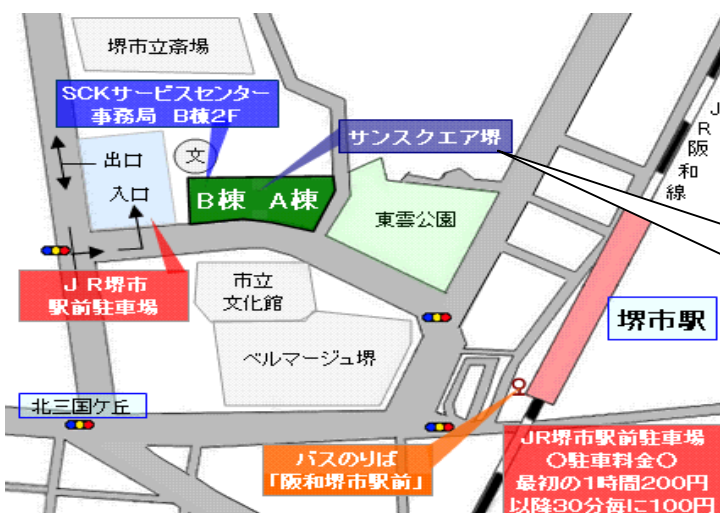 堺市立斎場
SCKサービスセンター
事務局 B棟2F
サンスクエア堺
JR阪和線
出口
文
入口
B棟 A棟
東雲公園
JR堺市
駅前駐車場
市立
文化館
堺市駅
ベルマージュ堺
北三国ケ丘
バスのりば
「阪和堺市駅前」
JR堺市駅前駐車場
〇駐車料金〇
最初の1時間200円
以降30分毎に100円